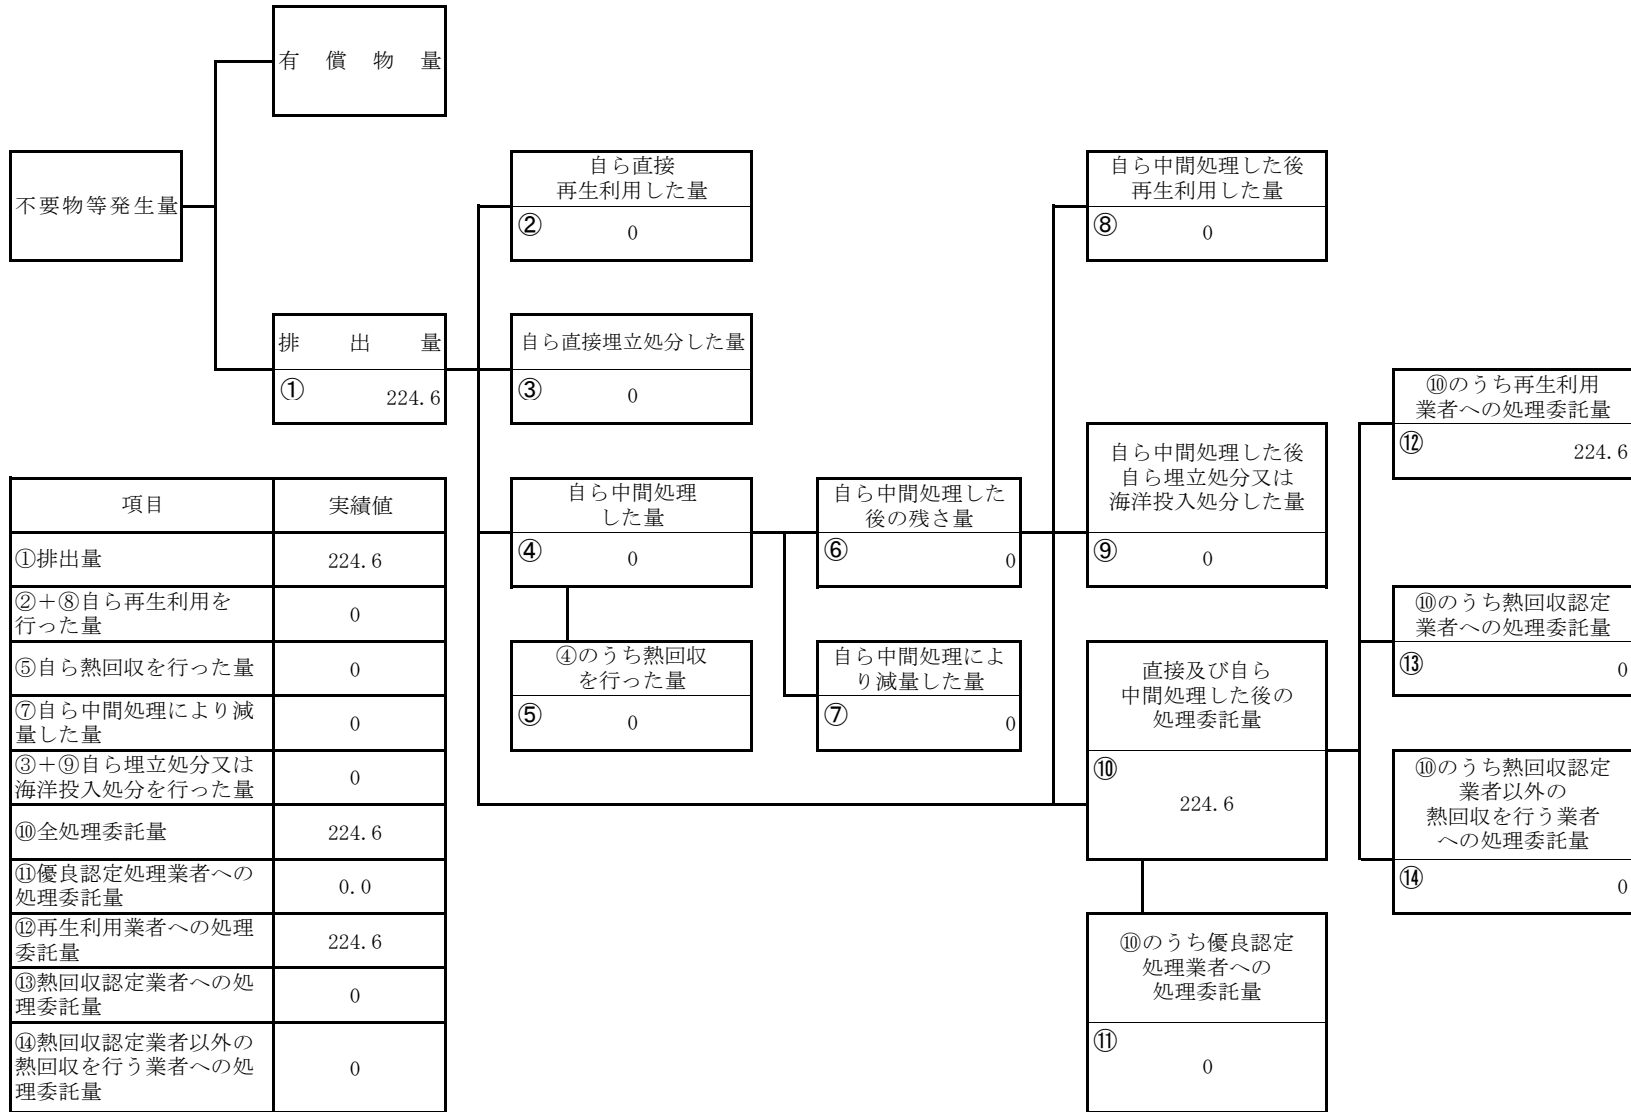 有償物量
不要物等発生量
排出量
① 224.6
自ら直接
再生利用した量
② 0
自ら直接埋立処分した量
③ 0
自ら中間処理
した量
④ 0
④のうち熱回収
を行った量
⑤ 0
自ら中間処理した
後の残さ量
⑥ 0
自ら中間処理によ
り減量した量
⑦ 0
自ら中間処理した後
再生利用した量
⑧ 0
自ら中間処理した後
自ら埋立処分又は
海洋投入処分した量
⑨ 0
直接及び自ら
中間処理した後の
処理委託量
⑩
224.6
⑩のうち優良認定
処理業者への
処理委託量
⑪
0
⑩のうち再生利用
業者への処理委託量
⑫ 224.6
⑩のうち熱回収認定
業者への処理委託量
⑬ 0
⑩のうち熱回収認定
業者以外の
熱回収を行う業者
への処理委託量
⑭ 0
項目 実績値
①排出量 224.6
②+⑧自ら再生利用を
行った量 0
⑤自ら熱回収を行った量 0
⑦自ら中間処理により減
量した量 0
③+⑨自ら埋立処分又は
海洋投入処分を行った量 0
⑩全処理委託量 224.6
⑪優良認定処理業者への
処理委託量 0.0
⑫再生利用業者への処理
委託量 224.6
⑬熱回収認定業者への処
理委託量 0
⑭熱回収認定業者以外の
熱回収を行う業者への処
理委託量 0